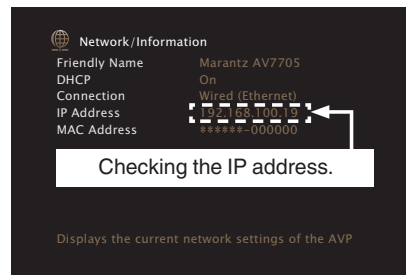 Network/Information
Friendly Name Marantz AV7705
DHCP On
Connection Wired (Ethernet)
IP Address 192.168.100.19
MAC Address ******-000000
Checking the IP address.
Displays the current network settings of the AVP